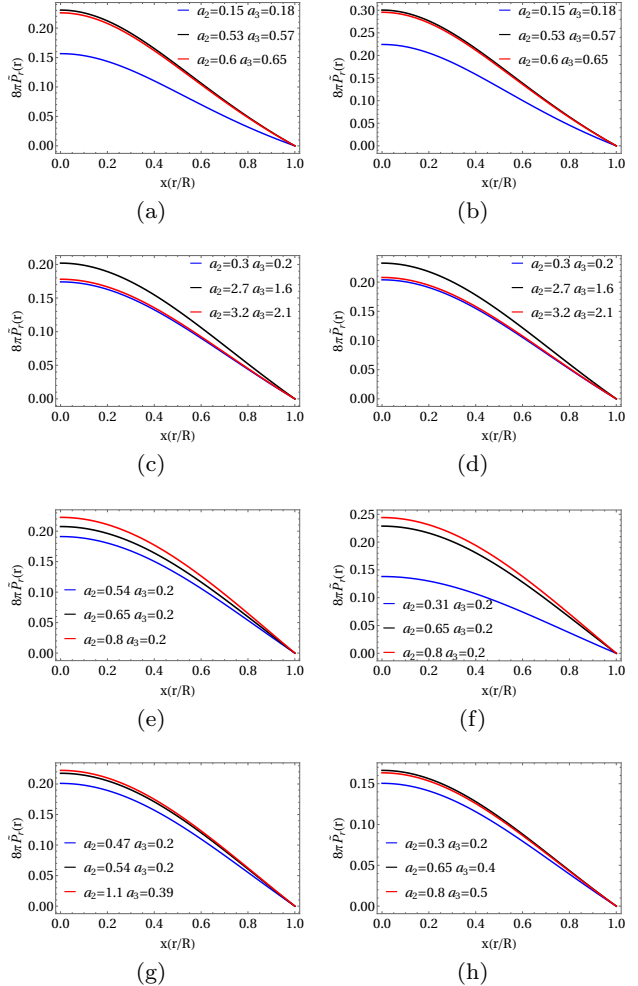 a₂=0.15 a₃=0.18
a₂=0.53 a₃=0.57
a₂=0.6 a₃=0.65
8πP̃ᵣ(r)
0.20
0.15
0.10
0.05
0.00
0.0 0.2 0.4 0.6 0.8 1.0
x(r/R)
(a)
a₂=0.15 a₃=0.18
a₂=0.53 a₃=0.57
a₂=0.6 a₃=0.65
8πP̃ᵣ(r)
0.30
0.25
0.20
0.15
0.10
0.05
0.00
0.0 0.2 0.4 0.6 0.8 1.0
x(r/R)
(b)
a₂=0.3 a₃=0.2
a₂=2.7 a₃=1.6
a₂=3.2 a₃=2.1
8πP̃ᵣ(r)
0.20
0.15
0.10
0.05
0.00
0.0 0.2 0.4 0.6 0.8 1.0
x(r/R)
(c)
a₂=0.3 a₃=0.2
a₂=2.7 a₃=1.6
a₂=3.2 a₃=2.1
8πP̃ᵣ(r)
0.20
0.15
0.10
0.05
0.00
0.0 0.2 0.4 0.6 0.8 1.0
x(r/R)
(d)
8πP̃ᵣ(r)
0.20
0.15
0.10
0.05
0.00
a₂=0.54 a₃=0.2
a₂=0.65 a₃=0.2
a₂=0.8 a₃=0.2
0.0 0.2 0.4 0.6 0.8 1.0
x(r/R)
(e)
8πP̃ᵣ(r)
0.25
0.20
0.15
0.10
0.05
0.00
a₂=0.31 a₃=0.2
a₂=0.65 a₃=0.2
a₂=0.8 a₃=0.2
0.0 0.2 0.4 0.6 0.8 1.0
x(r/R)
(f)
8πP̃ᵣ(r)
0.20
0.15
0.10
0.05
0.00
a₂=0.47 a₃=0.2
a₂=0.54 a₃=0.2
a₂=1.1 a₃=0.39
0.0 0.2 0.4 0.6 0.8 1.0
x(r/R)
(g)
8πP̃ᵣ(r)
0.15
0.10
0.05
0.00
a₂=0.3 a₃=0.2
a₂=0.65 a₃=0.4
a₂=0.8 a₃=0.5
0.0 0.2 0.4 0.6 0.8 1.0
x(r/R)
(h)